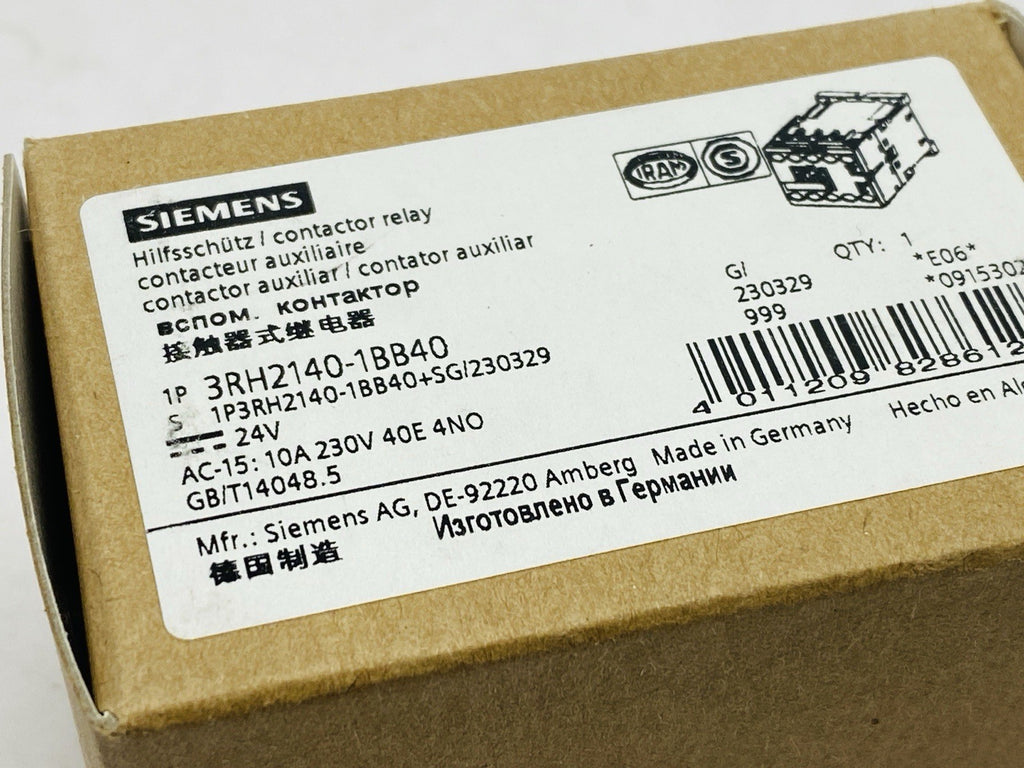 SIEMENS
Hilfsschütz / contactor relay
contacteur auxiliaire
contactor auxiliar / contator auxiliar
вспом. контактор
接触器式继电器
1P 3RH2140-1BB40
S 1P3RH2140-1BB40+SG/230329
24V
AC-15: 10A 230V 40E 4NO
GB/T14048.5
IRAM
S
QTY: 1
G/
230329
999
*E06*
*0915302
4 011209 828612
Mfr.: Siemens AG, DE-92220 Amberg Made in Germany Hecho en Ale
德国制造 Изготовлено в Германии